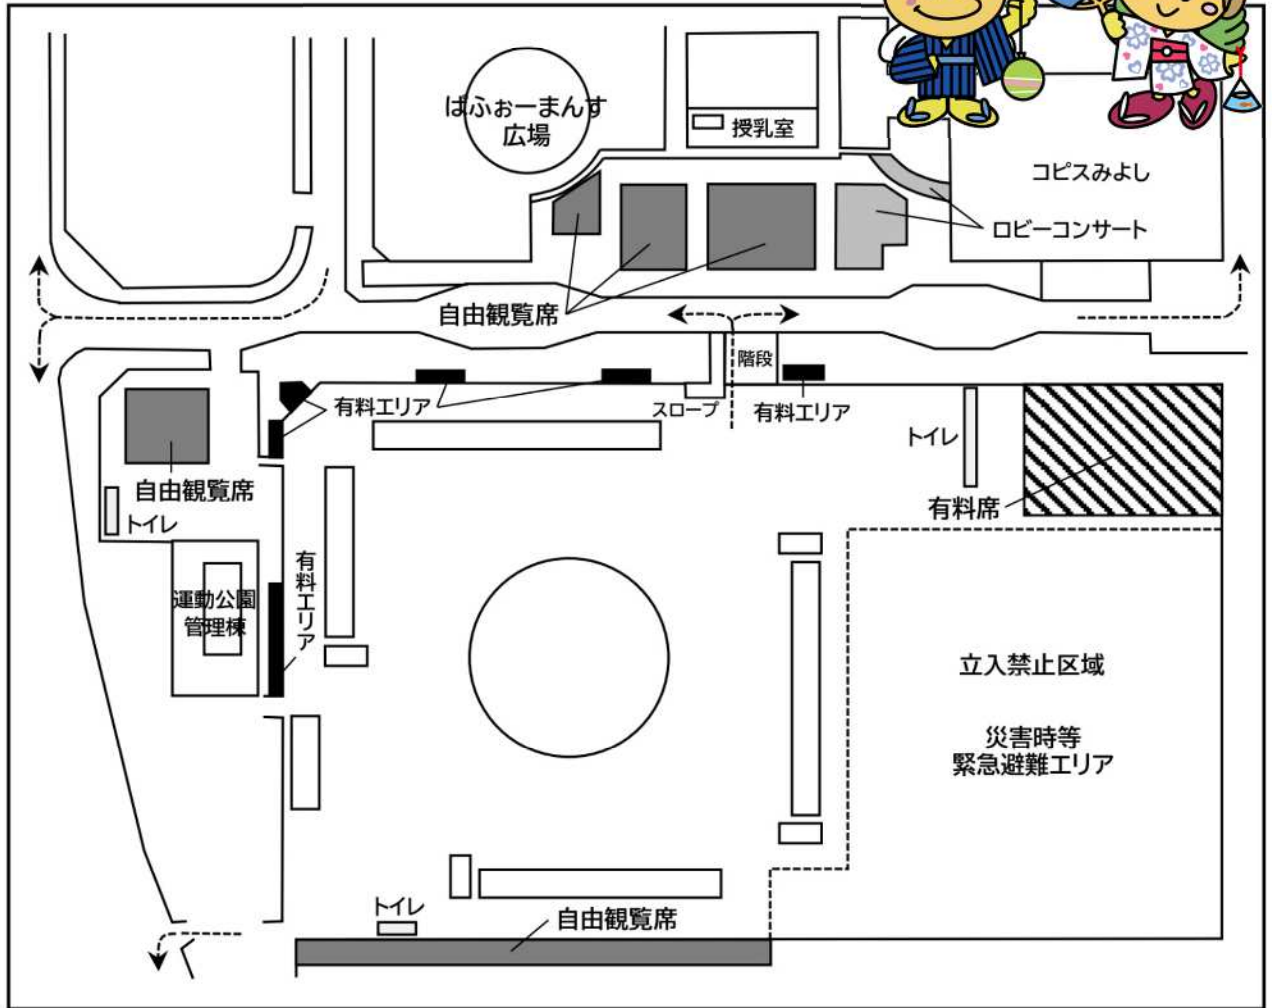 ぱふぉーまんす
広場
授乳室
コピスみよし
ロビーコンサート
自由観覧席
階段
有料エリア
スロープ
有料エリア
トイレ
自由観覧席
有料席
トイレ
有料エリア
運動公園
管理棟
立入禁止区域
災害時等
緊急避難エリア
トイレ
自由観覧席